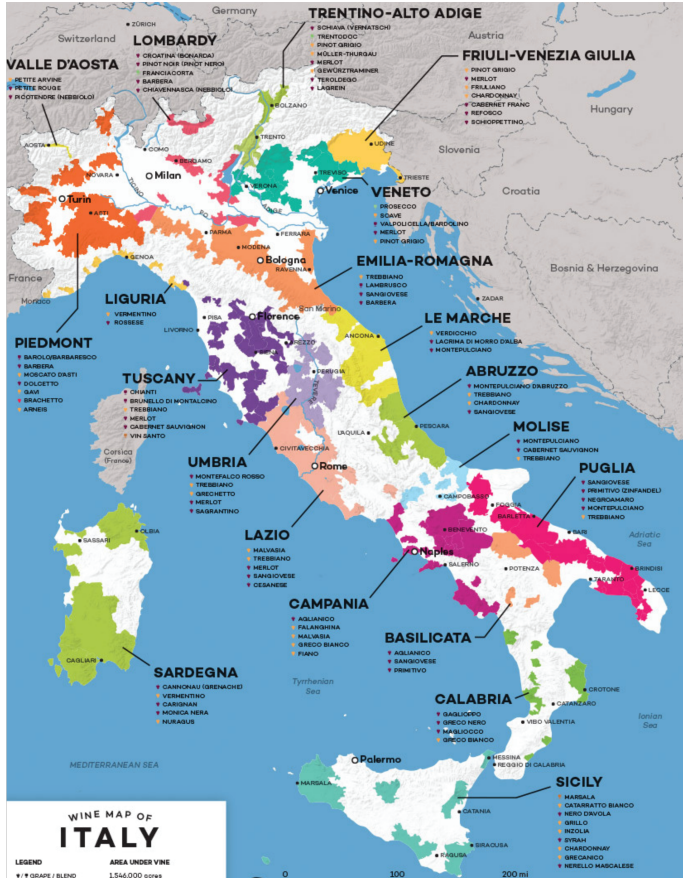 Germany
ZÜRICH
Switzerland
Austria
Hungary
Slovenia
Croatia
Bosnia & Herzegovina
ZADAR
France
Monaco
Corsica
(France)
San Marino
TRENTINO-ALTO ADIGE
SCHIAVA (VERNATSCH)
TRENTODOC
PINOT GRIGIO
MÜLLER-THURGAU
MERLOT
GEWÜRZTRAMINER
TEROLDEGO
LAGREIN
LOMBARDY
CROATINA (BONARDA)
PINOT NOIR (PINOT NERO)
FRANCIACORTA
BARBERA
CHIAVENNASCA (NEBBIOLO)
FRIULI-VENEZIA GIULIA
PINOT GRIGIO
MERLOT
FRIULIANO
CHARDONNAY
CABERNET FRANC
REFOSCO
SCHIOPPETTINO
VALLE D'AOSTA
PETITE ARVINE
PETITE ROUGE
PICOTENDRE (NEBBIOLO)
BOLZANO
TRENTO
UDINE
AOSTA
COMO
BERGAMO
NOVARA
Milan
TREVISO
TRIESTE
VERONA
Venice
Turin
ASTI
PO
VENETO
PROSECCO
SOAVE
VALPOLICELLA/BARDOLINO
MERLOT
PINOT GRIGIO
PARMA
FERRARA
MODENA
GENOA
Bologna
RAVENNA
EMILIA-ROMAGNA
TREBBIANO
LAMBRUSCO
SANGIOVESE
BARBERA
LIGURIA
VERMENTINO
ROSSESE
PISA
Florence
LIVORNO
AREZZO
SIENA
PERUGIA
ANCONA
LE MARCHE
VERDICCHIO
LACRIMA DI MORRO D'ALBA
MONTEPULCIANO
PIEDMONT
BAROLO/BARBARESCO
BARBERA
MOSCATO D'ASTI
DOLCETTO
GAVI
BRACHETTO
ARNEIS
TUSCANY
CHIANTI
BRUNELLO DI MONTALCINO
TREBBIANO
MERLOT
CABERNET SAUVIGNON
VIN SANTO
ABRUZZO
MONTEPULCIANO D'ABRUZZO
TREBBIANO
CHARDONNAY
SANGIOVESE
PESCARA
L'AQUILA
CIVITAVECCHIA
Rome
UMBRIA
MONTEFALCO ROSSO
TREBBIANO
GRECHETTO
MERLOT
SAGRANTINO
MOLISE
MONTEPULCIANO
CABERNET SAUVIGNON
TREBBIANO
CAMPOBASSO
FOGGIA
BARLETTA
BARI
PUGLIA
SANGIOVESE
PRIMITIVO (ZINFANDEL)
NEGROAMARO
MONTEPULCIANO
TREBBIANO
Adriatic
Sea
LAZIO
MALVASIA
TREBBIANO
MERLOT
SANGIOVESE
CESANESE
BENEVENTO
Naples
SALERNO
POTENZA
TARANTO
BRINDISI
LECCE
CAMPANIA
AGLIANICO
FALANGHINA
MALVASIA
GRECO BIANCO
FIANO
BASILICATA
AGLIANICO
SANGIOVESE
PRIMITIVO
OLBIA
SASSARI
CAGLIARI
SARDEGNA
CANNONAU (GRENACHE)
VERMENTINO
CARIGNAN
MONICA NERA
NURAGUS
Tyrrhenian
Sea
CALABRIA
GAGLIOPPO
GRECO NERO
MAGLIOCCO
GRECO BIANCO
CROTONE
CATANZARO
VIBO VALENTIA
Ionian
Sea
MEDITERRANEAN SEA
Palermo
MESSINA
REGGIO DI CALABRIA
MARSALA
CATANIA
SIRACUSA
RAGUSA
SICILY
MARSALA
CATARRATTO BIANCO
NERO D'AVOLA
GRILLO
INZOLIA
SYRAH
CHARDONNAY
GRECANICO
NERELLO MASCALESE
WINE MAP OF
ITALY
LEGEND
GRAPE / BLEND
AREA UNDER VINE
1,546,000 acres
0 100 200 mi